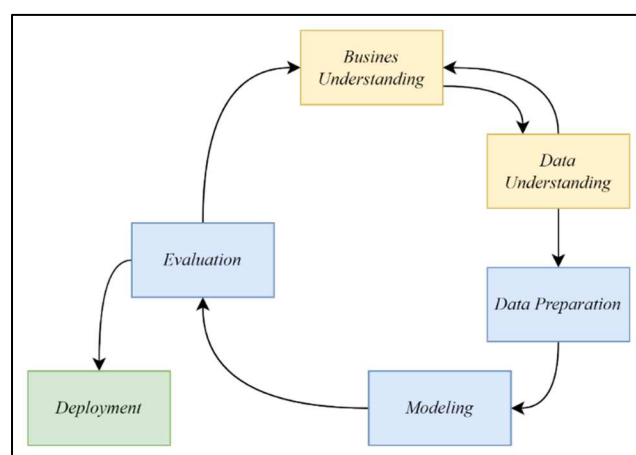 Busines
Understanding
Data
Understanding
Evaluation
Data Preparation
Deployment
Modeling